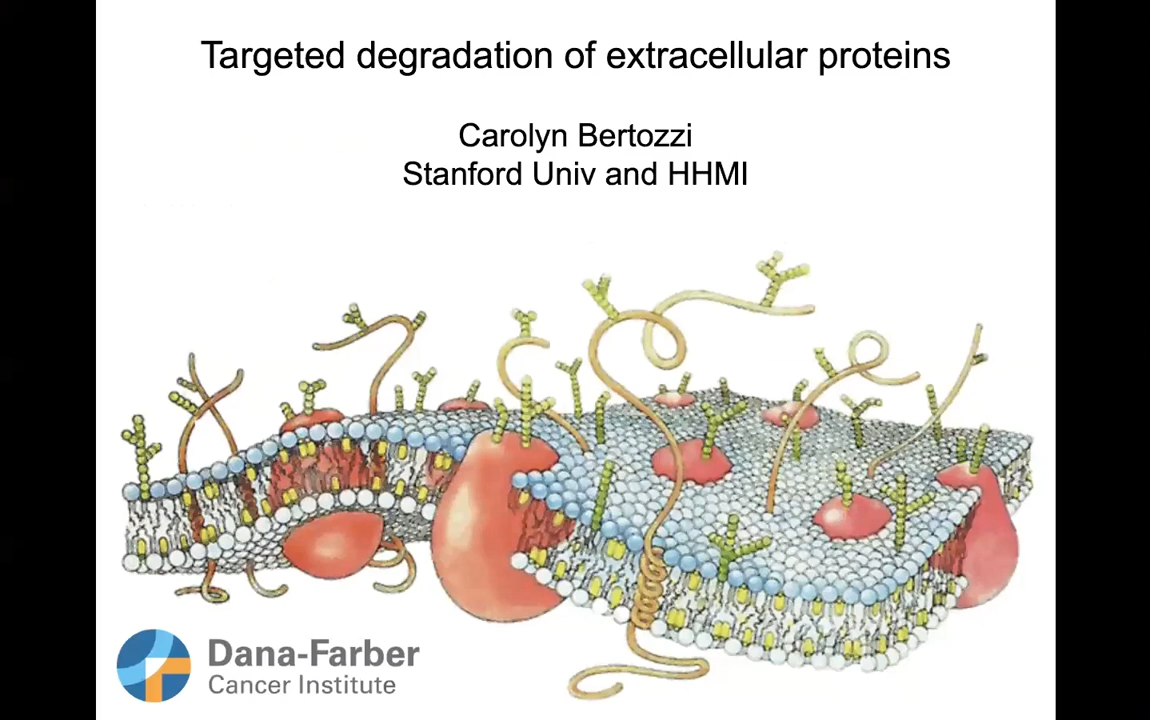 Targeted degradation of extracellular proteins
Carolyn Bertozzi
Stanford Univ and HHMI
Dana-Farber
Cancer Institute